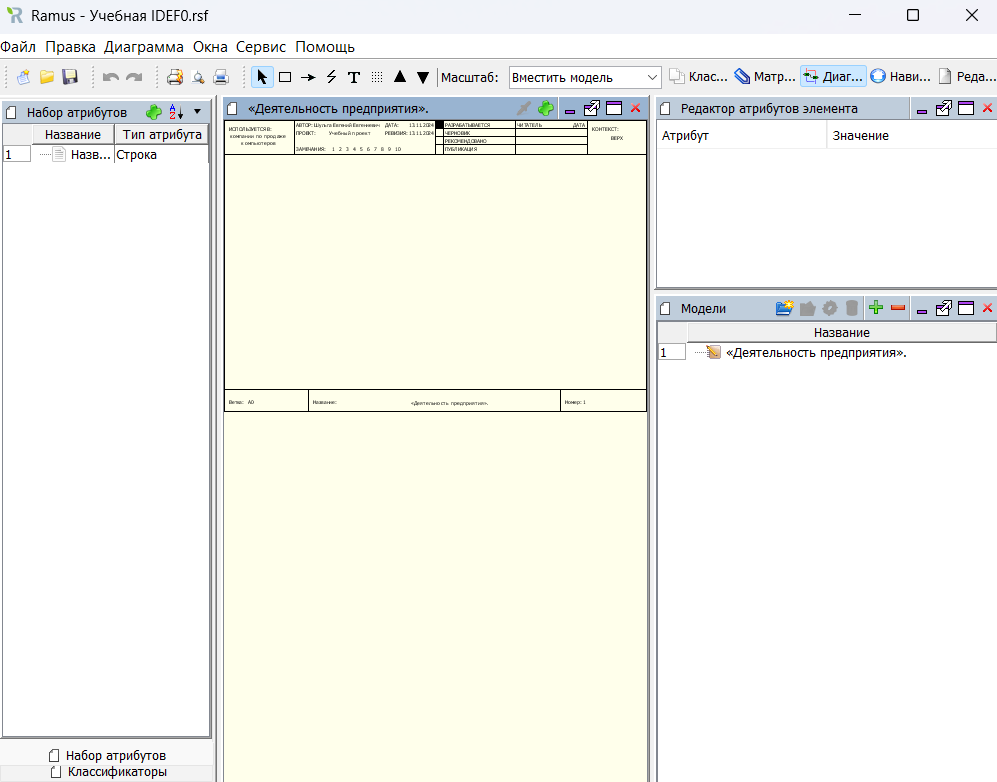 Ramus - Учебная IDEF0.rsf
Файл Правка Диаграмма Окна Сервис Помощь
Масштаб: Вместить модель Клас... Матр... Диаг... Нави... Реда...
Набор атрибутов
Название Тип атрибута
1 Назв... Строка
Набор атрибутов
Классификаторы
«Деятельность предприятия».
ИСПОЛЬЗУЕТСЯ:
компании по продаже
компьютеров
АВТОР: Шульга Евгений Евгениевич ДАТА: 13.11.2024
ПРОЕКТ: Учебный проект РЕВИЗИЯ: 13.11.2024
ЗАМЕЧАНИЯ: 1 2 3 4 5 6 7 8 9 10
РАЗРАБАТЫВАЕТСЯ
ЧЕРНОВИК
РЕКОМЕНДОВАНО
ПУБЛИКАЦИЯ
ЧИТАТЕЛЬ ДАТА
КОНТЕКСТ:
ВЕРХ
Ветка: A0 Название: «Деятельность предприятия». Номер: 1
Редактор атрибутов элемента
Атрибут Значение
Модели
Название
1 «Деятельность предприятия».